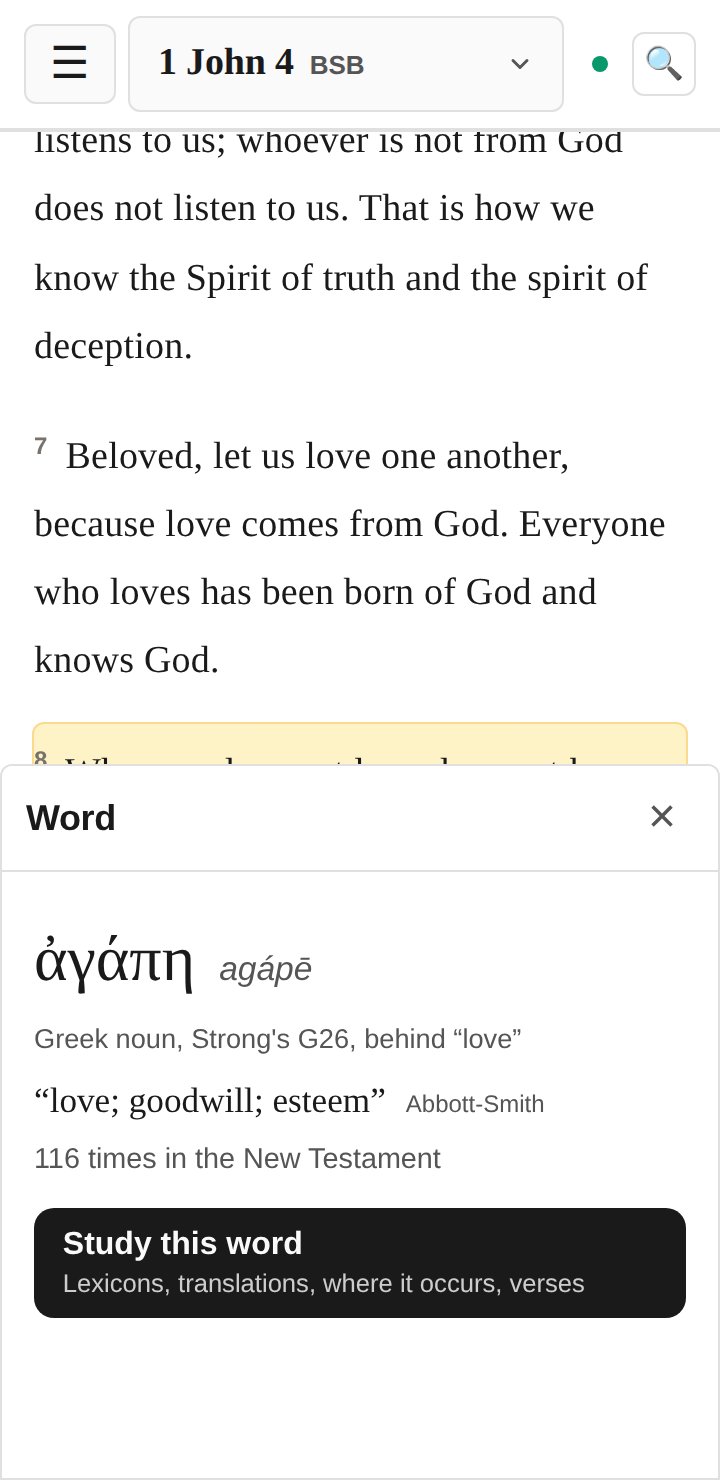 ☰ 1 John 4 BSB 🔍
listens to us; whoever is not from God
does not listen to us. That is how we
know the Spirit of truth and the spirit of
deception.
7 Beloved, let us love one another,
because love comes from God. Everyone
who loves has been born of God and
knows God.
8
Word ✕
ἀγάπη agápē
Greek noun, Strong's G26, behind “love”
“love; goodwill; esteem” Abbott-Smith
116 times in the New Testament
Study this word
Lexicons, translations, where it occurs, verses